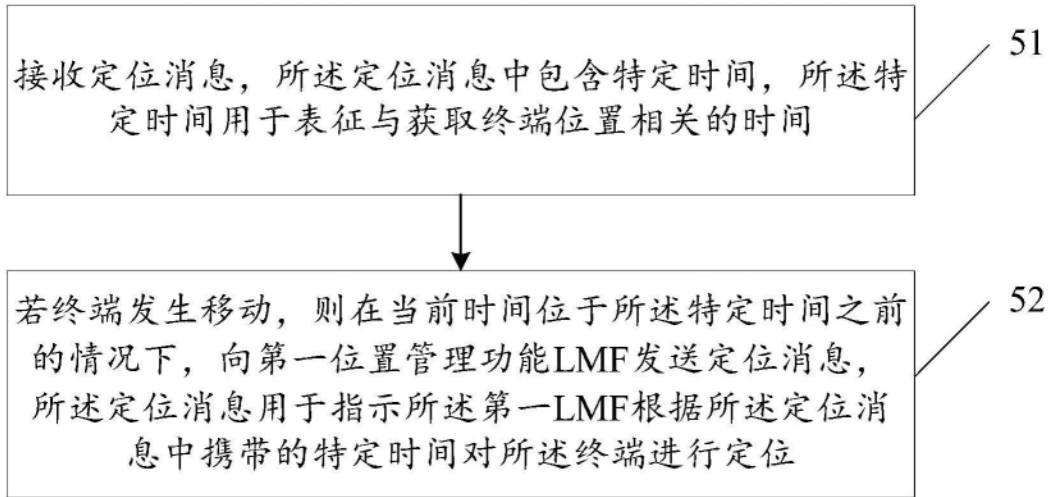 接收定位消息，所述定位消息中包含特定时间，所述特
定时间用于表征与获取终端位置相关的时间
51
若终端发生移动，则在当前时间位于所述特定时间之前
的情况下，向第一位置管理功能LMF发送定位消息，
所述定位消息用于指示所述第一LMF根据所述定位消
息中携带的特定时间对所述终端进行定位
52